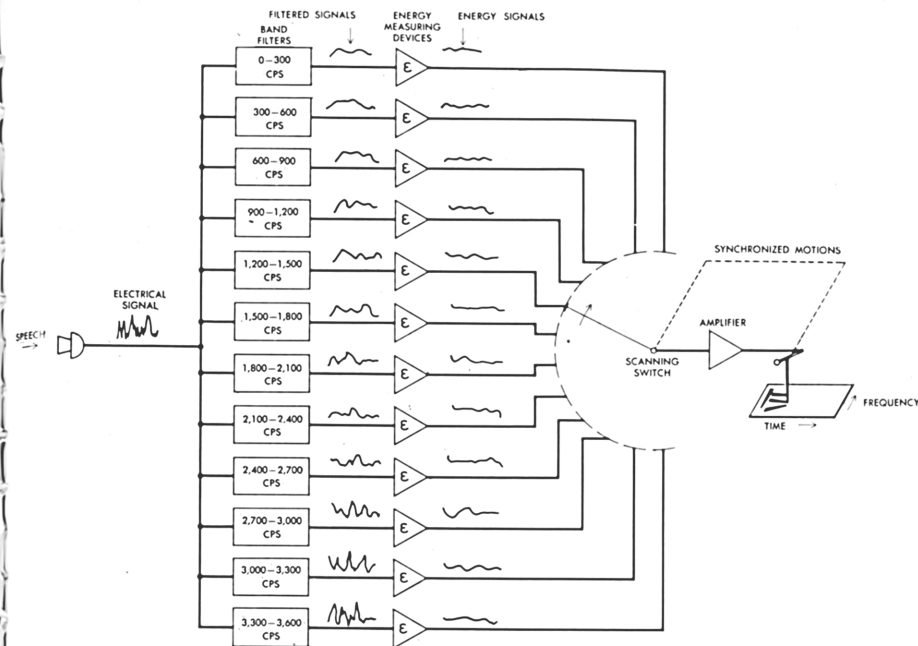 FILTERED SIGNALS
BAND
FILTERS
ENERGY
MEASURING
DEVICES
ENERGY SIGNALS
0–300
CPS
ε
300–600
CPS
ε
600–900
CPS
ε
900–1,200
CPS
ε
1,200–1,500
CPS
ε
1,500–1,800
CPS
ε
1,800–2,100
CPS
ε
2,100–2,400
CPS
ε
2,400–2,700
CPS
ε
2,700–3,000
CPS
ε
3,000–3,300
CPS
ε
3,300–3,600
CPS
ε
SPEECH
ELECTRICAL
SIGNAL
SYNCHRONIZED MOTIONS
AMPLIFIER
SCANNING
SWITCH
FREQUENCY
TIME